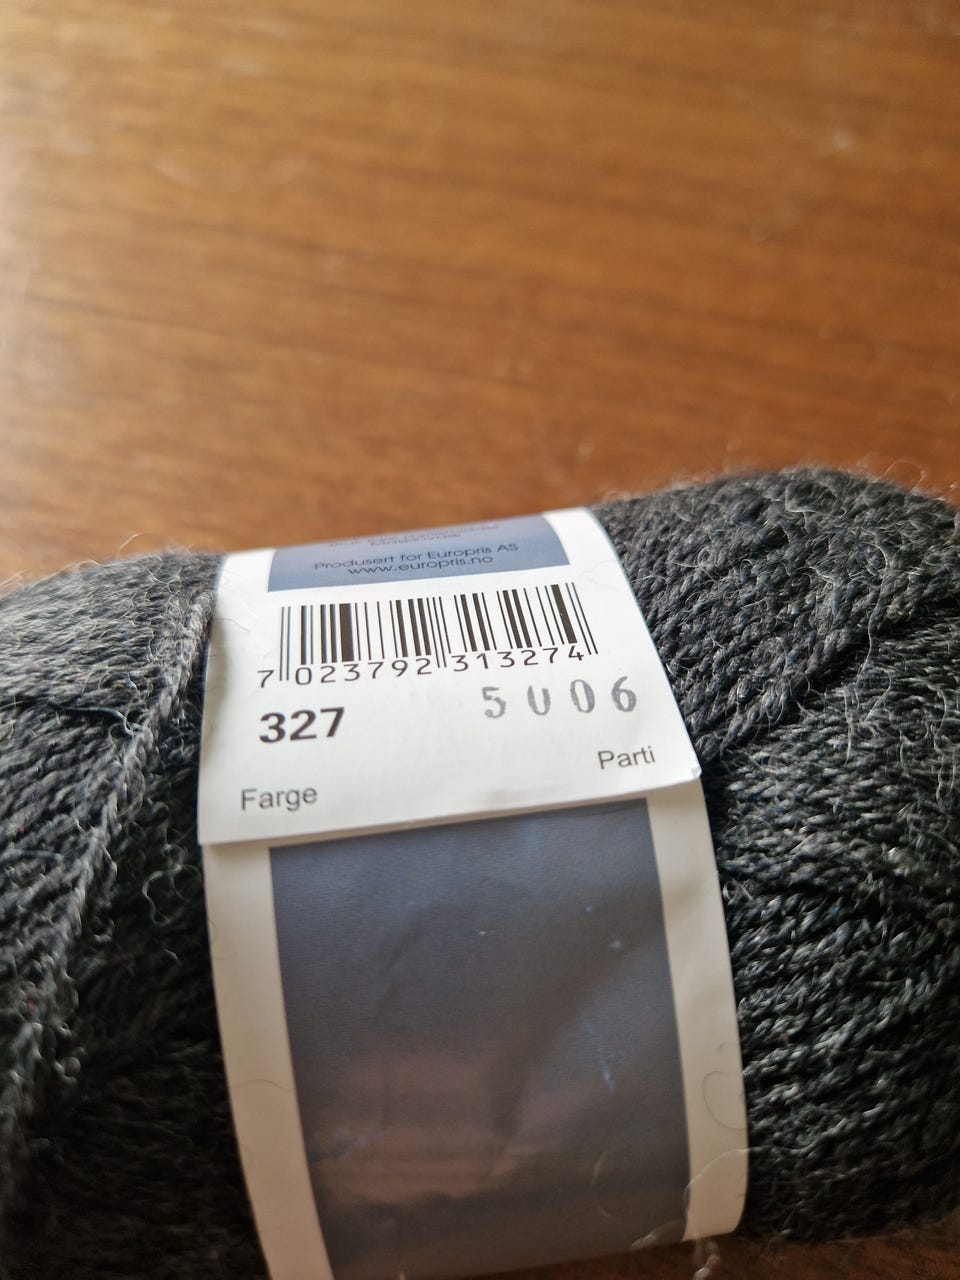 Produsert for Europris AS
www.europris.no
7 023792 313274
327
5006
Parti
Farge